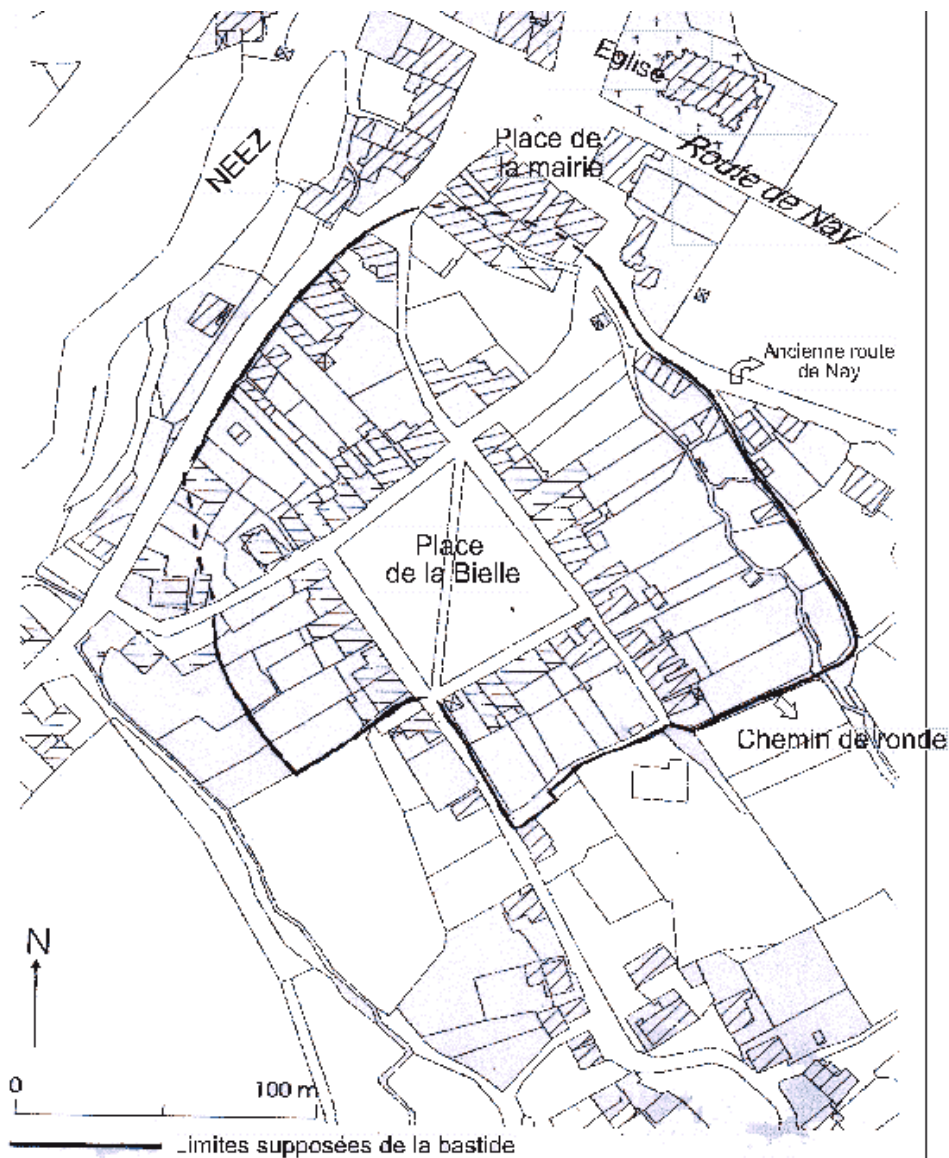 Eglise
NEEZ
Place de
la mairie
Route de Nay
Ancienne route
de Nay
Place
de la Bielle
Chemin de ronde
N
0
100 m
Limites supposées de la bastide